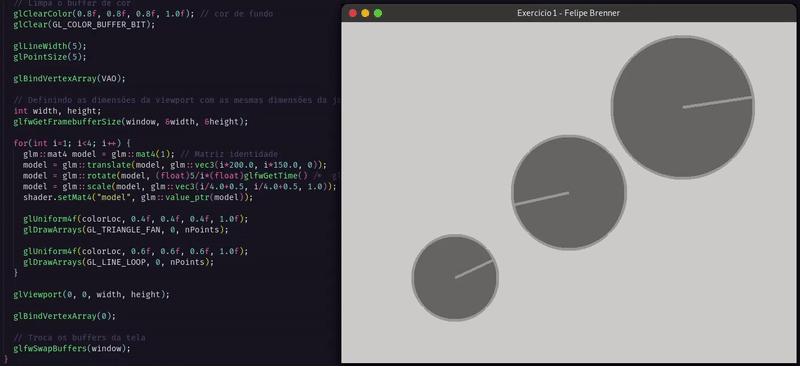 // Limpa o buffer de cor
glClearColor(0.8f, 0.8f, 0.8f, 1.0f); // cor de fundo
glClear(GL_COLOR_BUFFER_BIT);
glLineWidth(5);
glPointSize(5);
glBindVertexArray(VAO);
// Definindo as dimensões da viewport com as mesmas dimensões da
int width, height;
glfwGetFramebufferSize(window, &width, &height);
for(int i=1; i<4; i++) {
glm::mat4 model = glm::mat4(1); // Matriz identidade
model = glm::translate(model, glm::vec3(i*200.0, i*150.0, 0));
model = glm::rotate(model, (float)5/i*(float)glfwGetTime() /*
model = glm::scale(model, glm::vec3(i/4.0+0.5, i/4.0+0.5, 1.0));
shader.setMat4("model", glm::value_ptr(model));
glUniform4f(colorLoc, 0.4f, 0.4f, 0.4f, 1.0f);
glDrawArrays(GL_TRIANGLE_FAN, 0, nPoints);
glUniform4f(colorLoc, 0.6f, 0.6f, 0.6f, 1.0f);
glDrawArrays(GL_LINE_LOOP, 0, nPoints);
}
glViewport(0, 0, width, height);
glBindVertexArray(0);
// Troca os buffers da tela
glfwSwapBuffers(window);
}
Exercicio 1 - Felipe Brenner